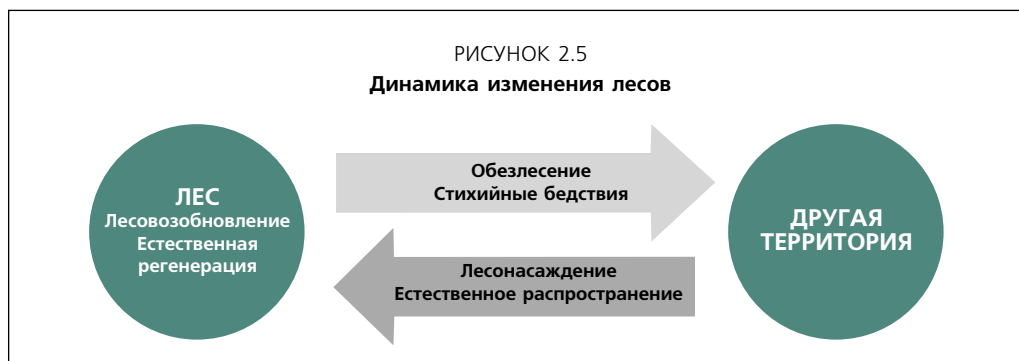 РИСУНОК 2.5
Динамика изменения лесов
ЛЕС
Лесовозобновление
Естественная
регенерация
Обезлесение
Стихийные бедствия
Лесонасаждение
Естественное распространение
ДРУГАЯ
ТЕРРИТОРИЯ